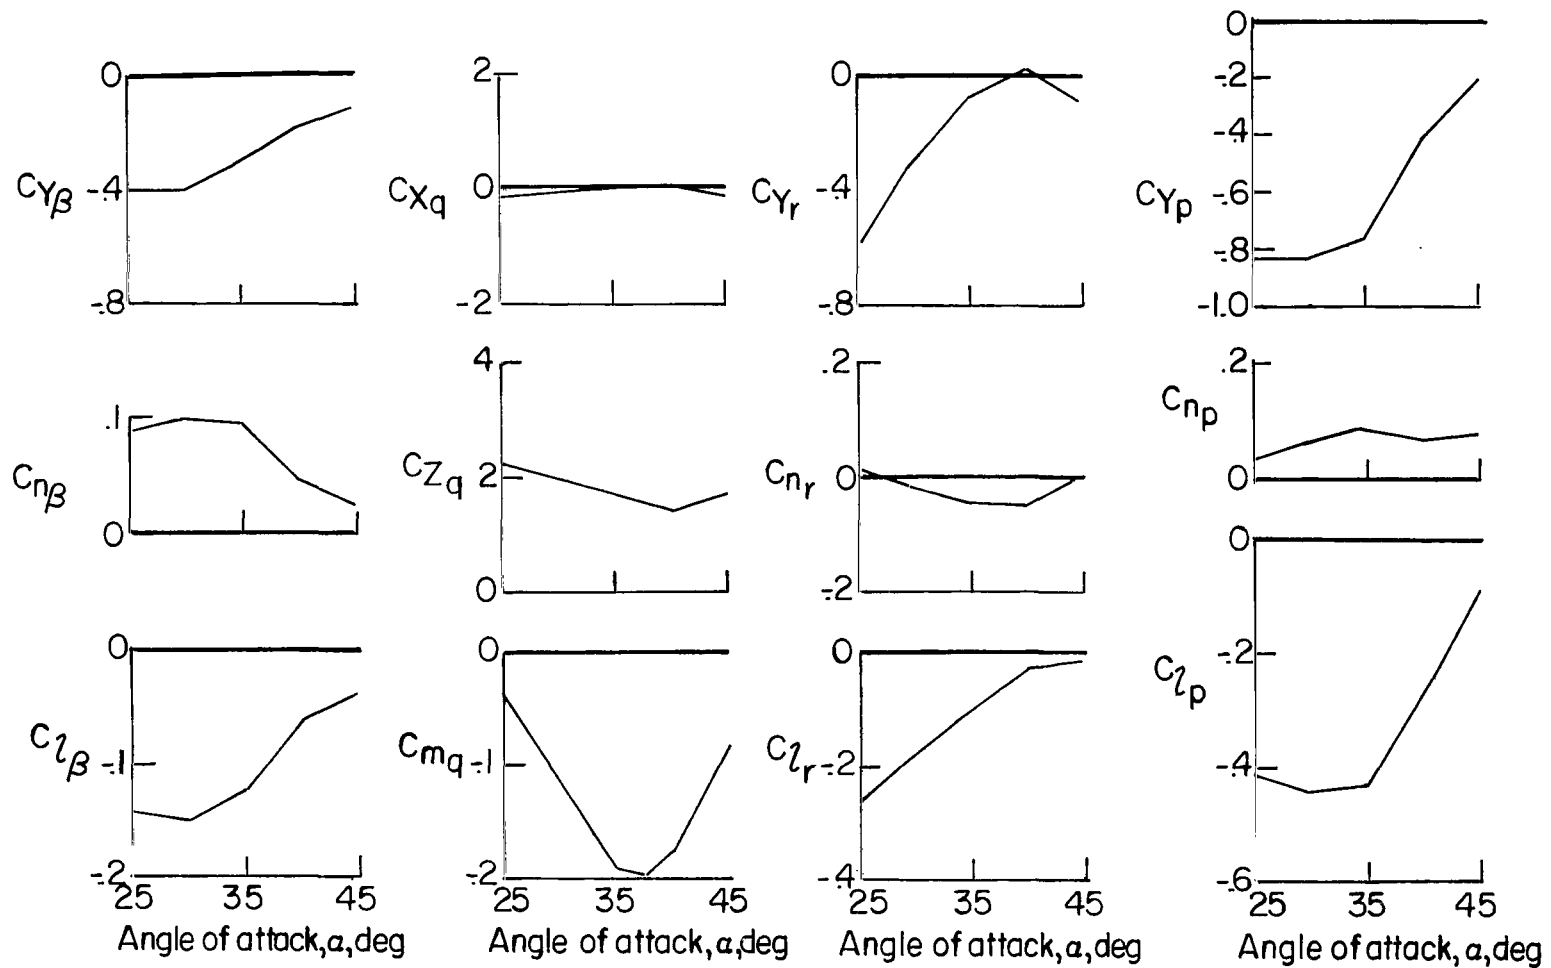 0
CYβ -.4
-.8
2
CXq 0
-2
0
CYr -.4
-.8
0
-.2
-.4
CYp -.6
-.8
-1.0
.1
Cnβ
0
4
CZq 2
0
.2
Cnr 0
-.2
.2
Cnp
0
0
Clβ -.1
-.2
25 35 45
Angle of attack, α, deg
0
Cmq -.1
-.2
25 35 45
Angle of attack, α, deg
0
Clr -.2
-.4
25 35 45
Angle of attack, α, deg
0
-.2
Clp
-.4
-.6
25 35 45
Angle of attack, α, deg